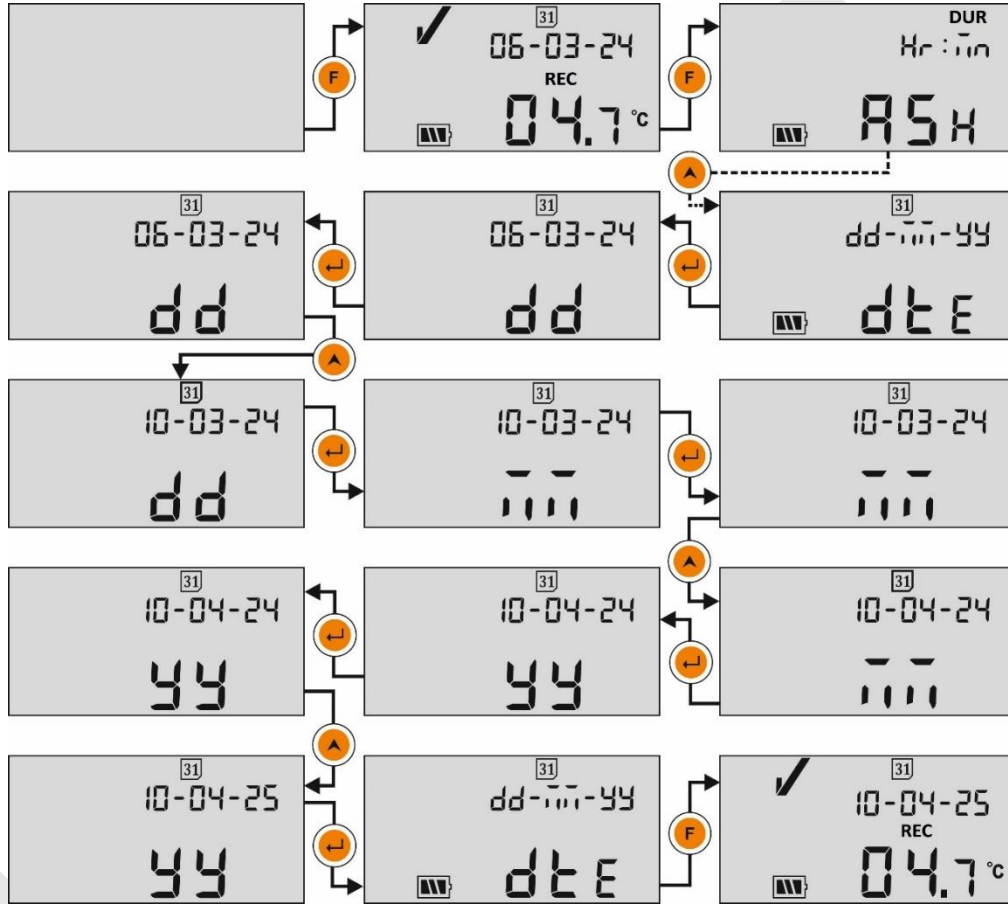 F
31
06-03-24
REC
04.7 °C
F
DUR
Hr : mn
ASH
31
06-03-24
dd
31
06-03-24
dd
31
dd-mm-yy
dtE
31
10-03-24
dd
31
10-03-24
mm
31
10-03-24
mm
31
10-04-24
yy
31
10-04-24
yy
31
10-04-24
mm
31
10-04-25
yy
31
dd-mm-yy
dtE
F
31
10-04-25
REC
04.7 °C